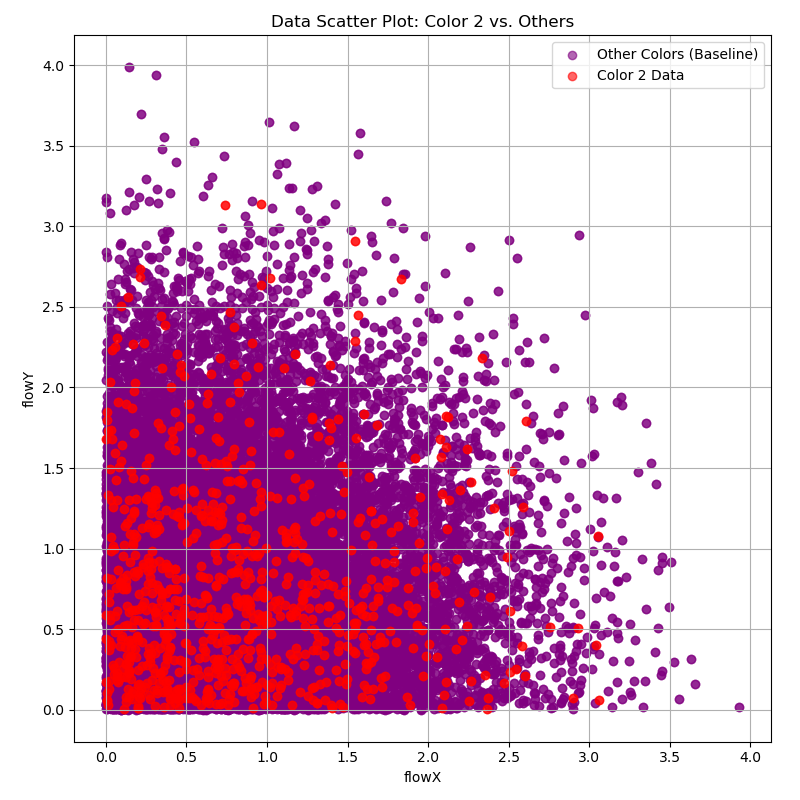 Data Scatter Plot: Color 2 vs. Others
Other Colors (Baseline)
Color 2 Data
4.0
3.5
3.0
2.5
2.0
1.5
1.0
0.5
0.0
flowY
0.0 0.5 1.0 1.5 2.0 2.5 3.0 3.5 4.0
flowX